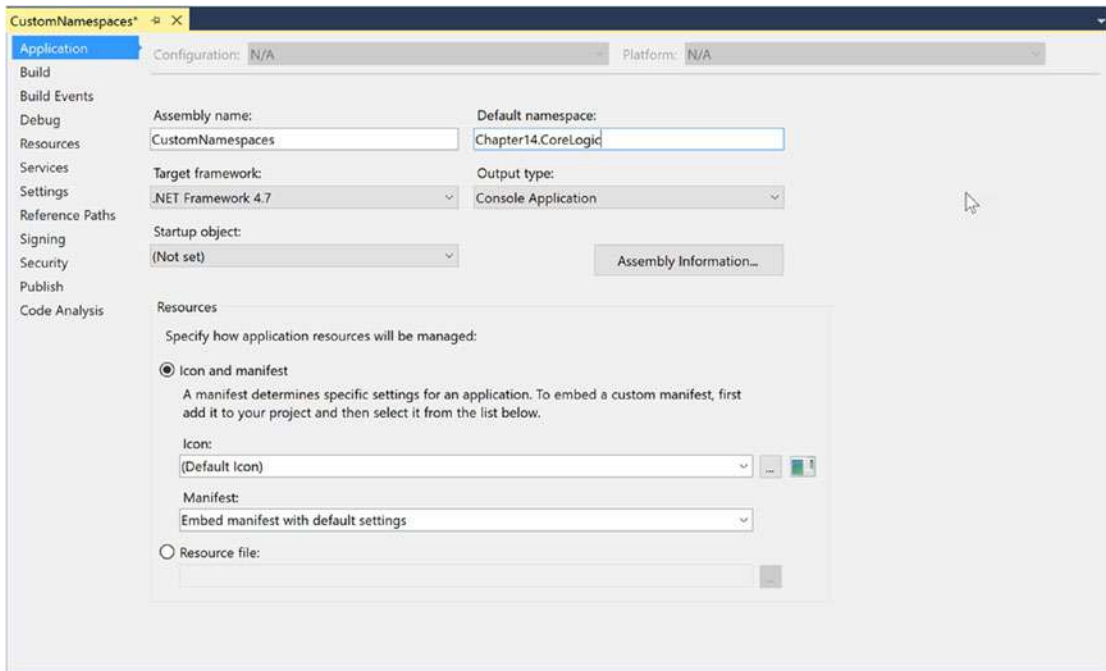 CustomNamespaces*
Application
Build
Build Events
Debug
Resources
Services
Settings
Reference Paths
Signing
Security
Publish
Code Analysis
Configuration: N/A Platform: N/A
Assembly name: Default namespace:
CustomNamespaces Chapter14.CoreLogic
Target framework: Output type:
.NET Framework 4.7 Console Application
Startup object:
(Not set) Assembly Information...
Resources
Specify how application resources will be managed:
Icon and manifest
A manifest determines specific settings for an application. To embed a custom manifest, first
add it to your project and then select it from the list below.
Icon:
(Default Icon) ...
Manifest:
Embed manifest with default settings
Resource file:
...